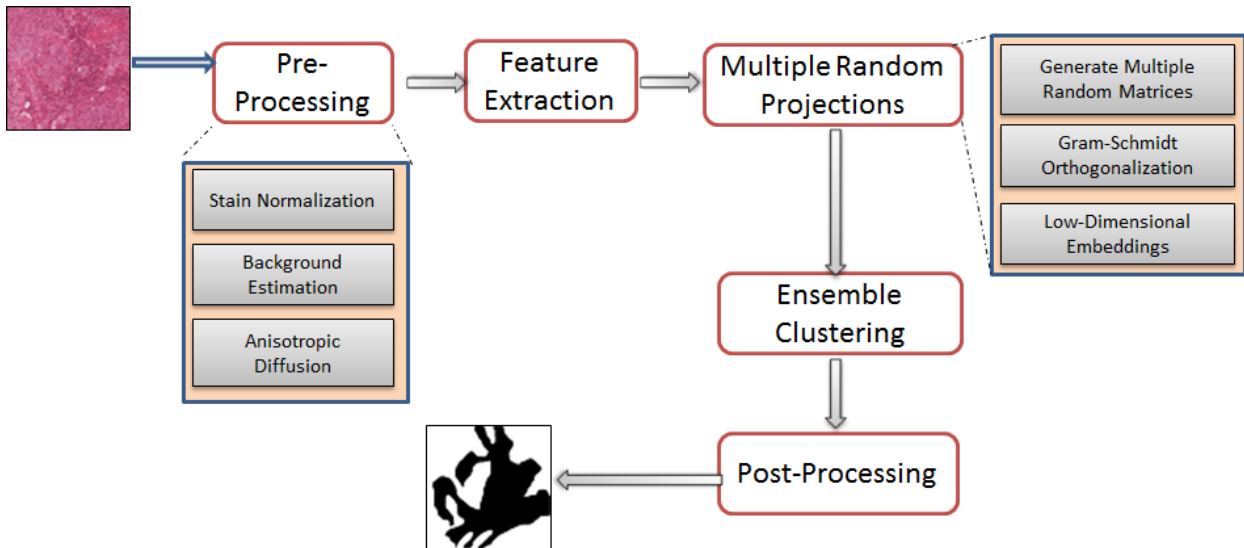 Pre-
Processing
Feature
Extraction
Multiple Random
Projections
Generate Multiple
Random Matrices
Gram-Schmidt
Orthogonalization
Low-Dimensional
Embeddings
Stain Normalization
Background
Estimation
Anisotropic
Diffusion
Ensemble
Clustering
Post-Processing